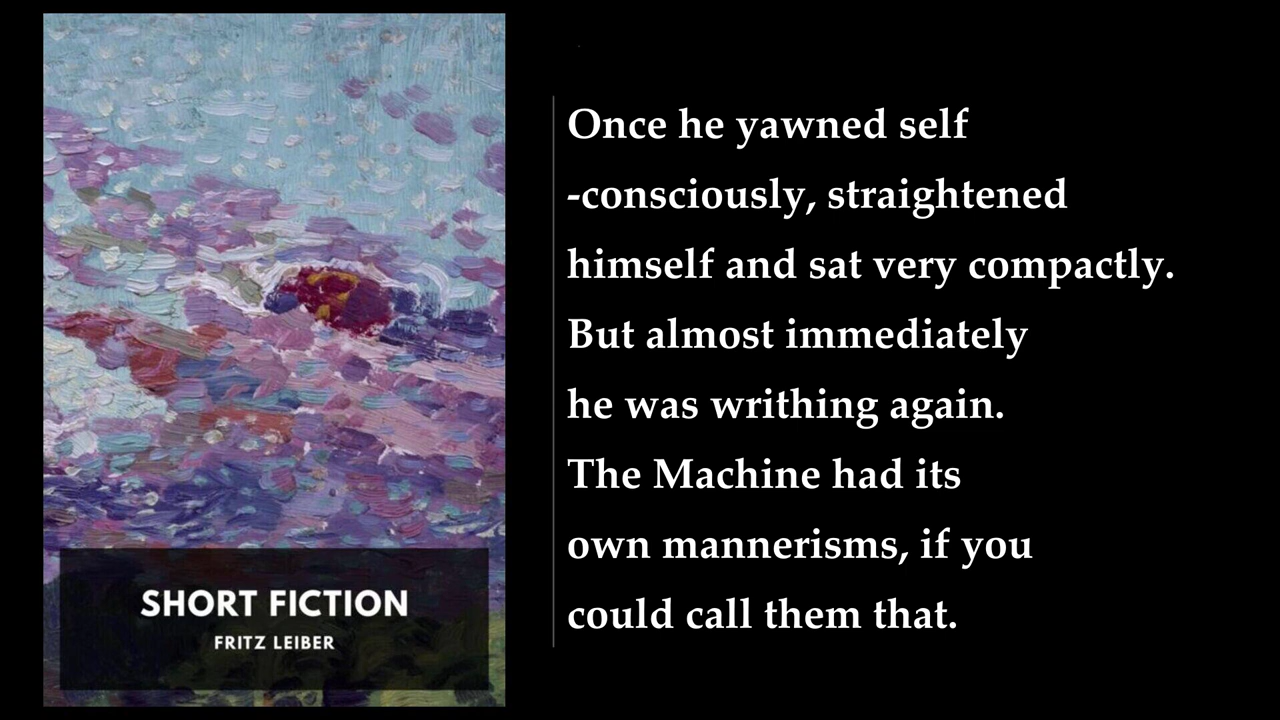 SHORT FICTION
FRITZ LEIBER
Once he yawned self
-consciously, straightened
himself and sat very compactly.
But almost immediately
he was writhing again.
The Machine had its
own mannerisms, if you
could call them that.